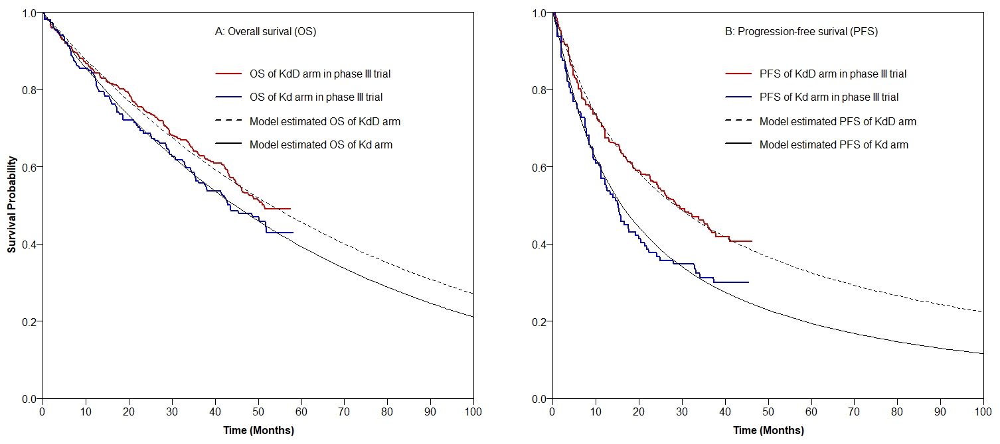 A: Overall surival (OS)
OS of KdD arm in phase III trial
OS of Kd arm in phase III trial
Model estimated OS of KdD arm
Model estimated OS of Kd arm
Survival Probability
1.0
0.8
0.6
0.4
0.2
0.0
0 10 20 30 40 50 60 70 80 90 100
Time (Months)
B: Progression-free surival (PFS)
PFS of KdD arm in phase III trial
PFS of Kd arm in phase III trial
Model estimated PFS of KdD arm
Model estimated PFS of Kd arm
1.0
0.8
0.6
0.4
0.2
0.0
0 10 20 30 40 50 60 70 80 90 100
Time (Months)